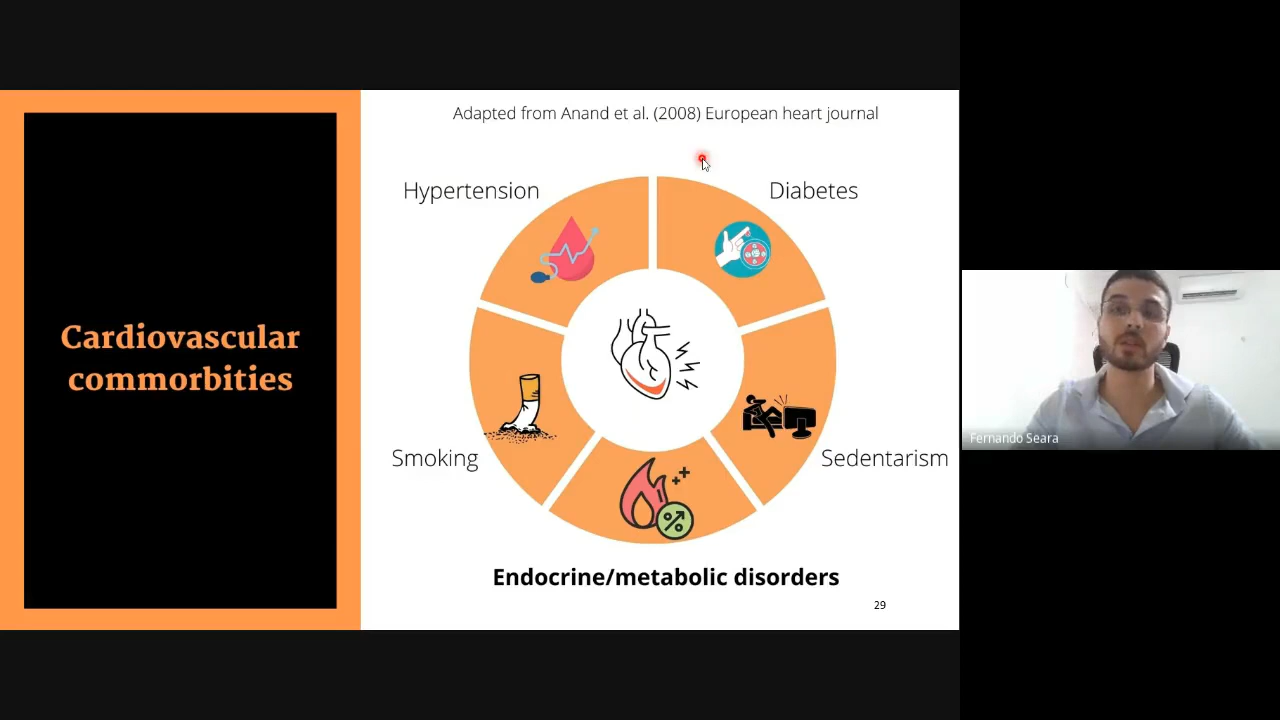 Adapted from Anand et al. (2008) European heart journal
Hypertension
Diabetes
Cardiovascular
commorbities
Smoking
Sedentarism
Endocrine/metabolic disorders
29
Fernando Seara